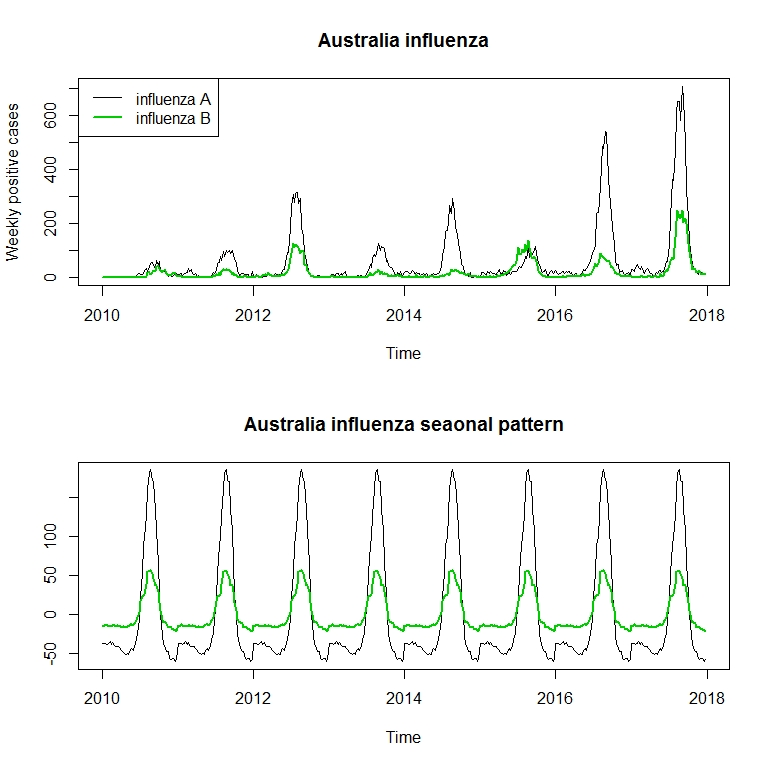 Australia influenza
influenza A
influenza B
Weekly positive cases
600
400
200
0
2010 2012 2014 2016 2018
Time
Australia influenza seaonal pattern
100
50
0
-50
2010 2012 2014 2016 2018
Time